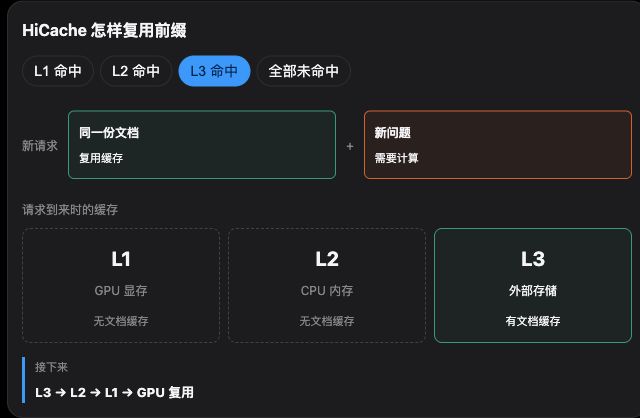 HiCache 怎样复用前缀
L1 命中 L2 命中 L3 命中 全部未命中
新请求
同一份文档
复用缓存
+
新问题
需要计算
请求到来时的缓存
L1
GPU 显存
无文档缓存
L2
CPU 内存
无文档缓存
L3
外部存储
有文档缓存
接下来
L3 → L2 → L1 → GPU 复用